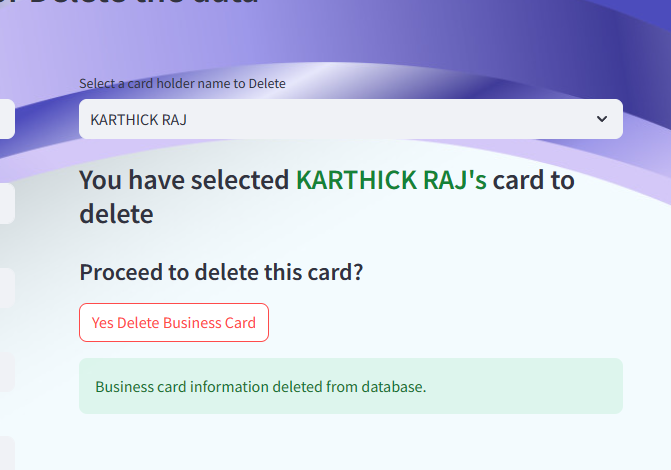 Delete the data
Select a card holder name to Delete
KARTHICK RAJ
You have selected KARTHICK RAJ's card to
delete
Proceed to delete this card?
Yes Delete Business Card
Business card information deleted from database.